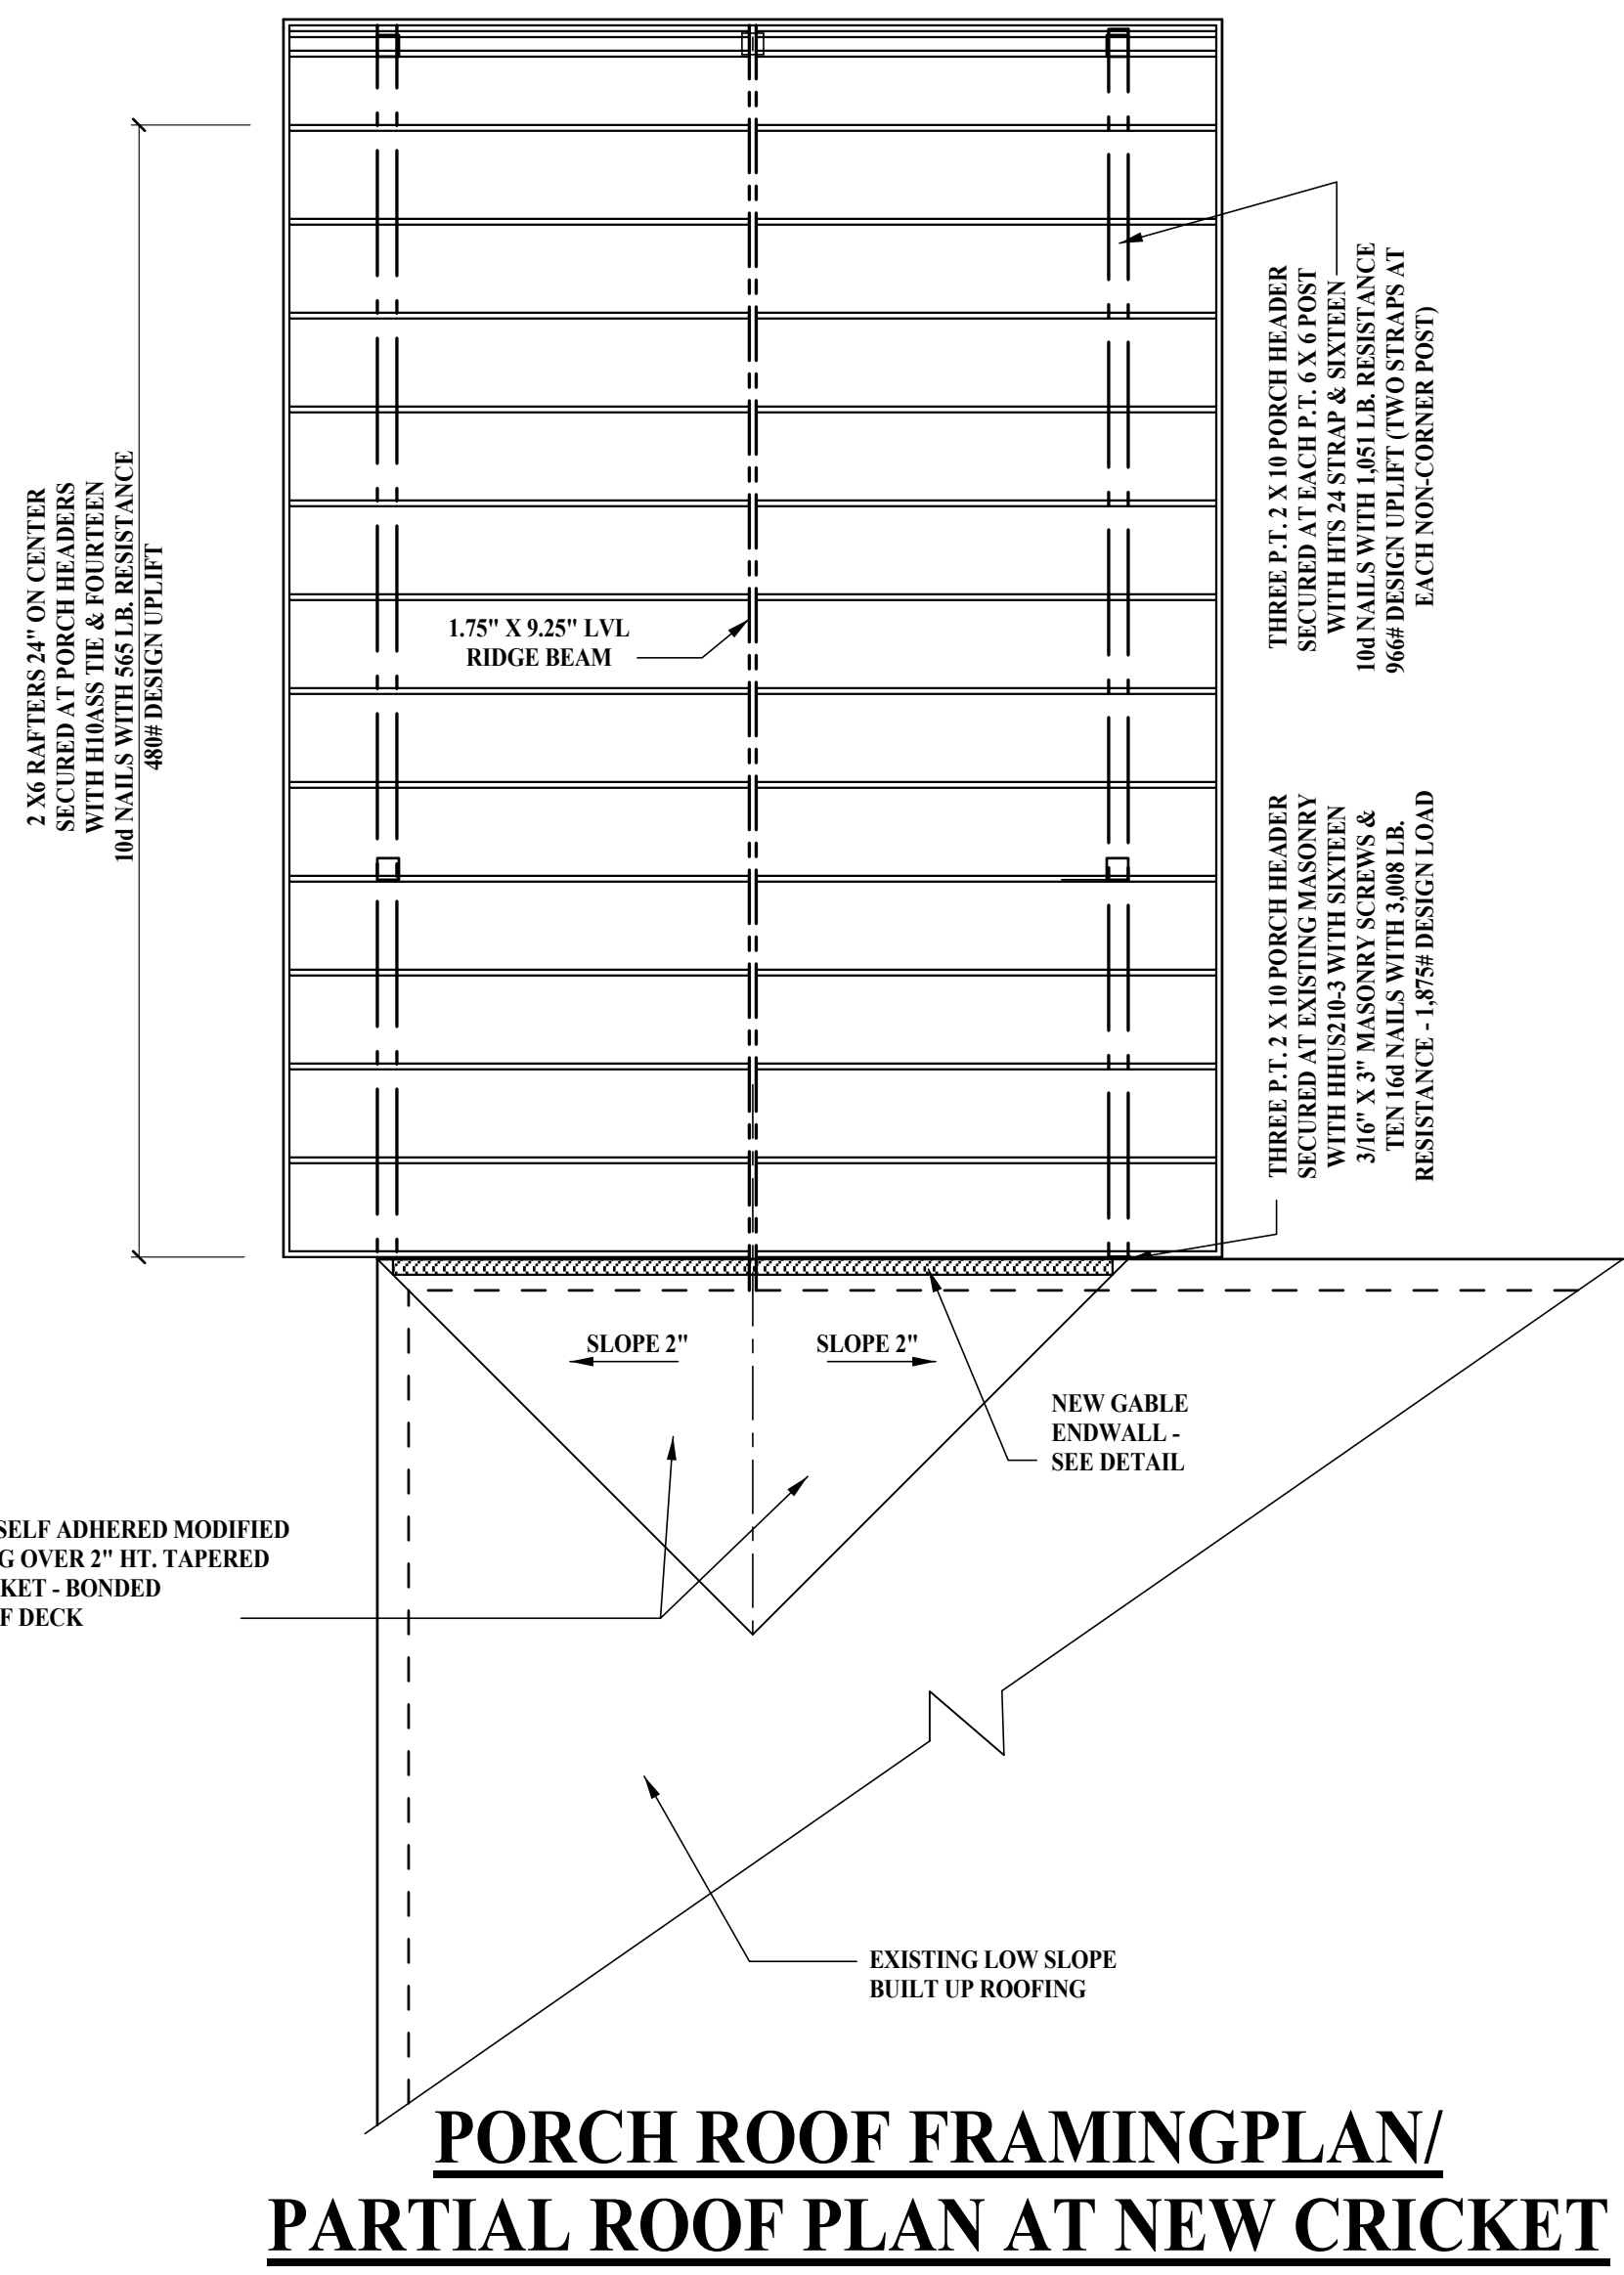 2 X6 RAFTERS 24" ON CENTER
SECURED AT PORCH HEADERS
WITH H10ASS TIE & FOURTEEN
10d NAILS WITH 565 LB. RESISTANCE
480# DESIGN UPLIFT
THREE P.T. 2 X 10 PORCH HEADER
SECURED AT EACH P.T. 6 X 6 POST
WITH HTS 24 STRAP & SIXTEEN
10d NAILS WITH 1,051 LB. RESISTANCE
966# DESIGN UPLIFT (TWO STRAPS AT
EACH NON-CORNER POST)
1.75" X 9.25" LVL
RIDGE BEAM
THREE P.T. 2 X 10 PORCH HEADER
SECURED AT EXISTING MASONRY
WITH HHUS210-3 WITH SIXTEEN
3/16" X 3" MASONRY SCREWS &
TEN 16d NAILS WITH 3,008 LB.
RESISTANCE - 1,875# DESIGN LOAD
SLOPE 2"
SLOPE 2"
NEW GABLE
ENDWALL -
SEE DETAIL
SELF ADHERED MODIFIED
G OVER 2" HT. TAPERED
KET - BONDED
F DECK
EXISTING LOW SLOPE
BUILT UP ROOFING
PORCH ROOF FRAMINGPLAN/
PARTIAL ROOF PLAN AT NEW CRICKET